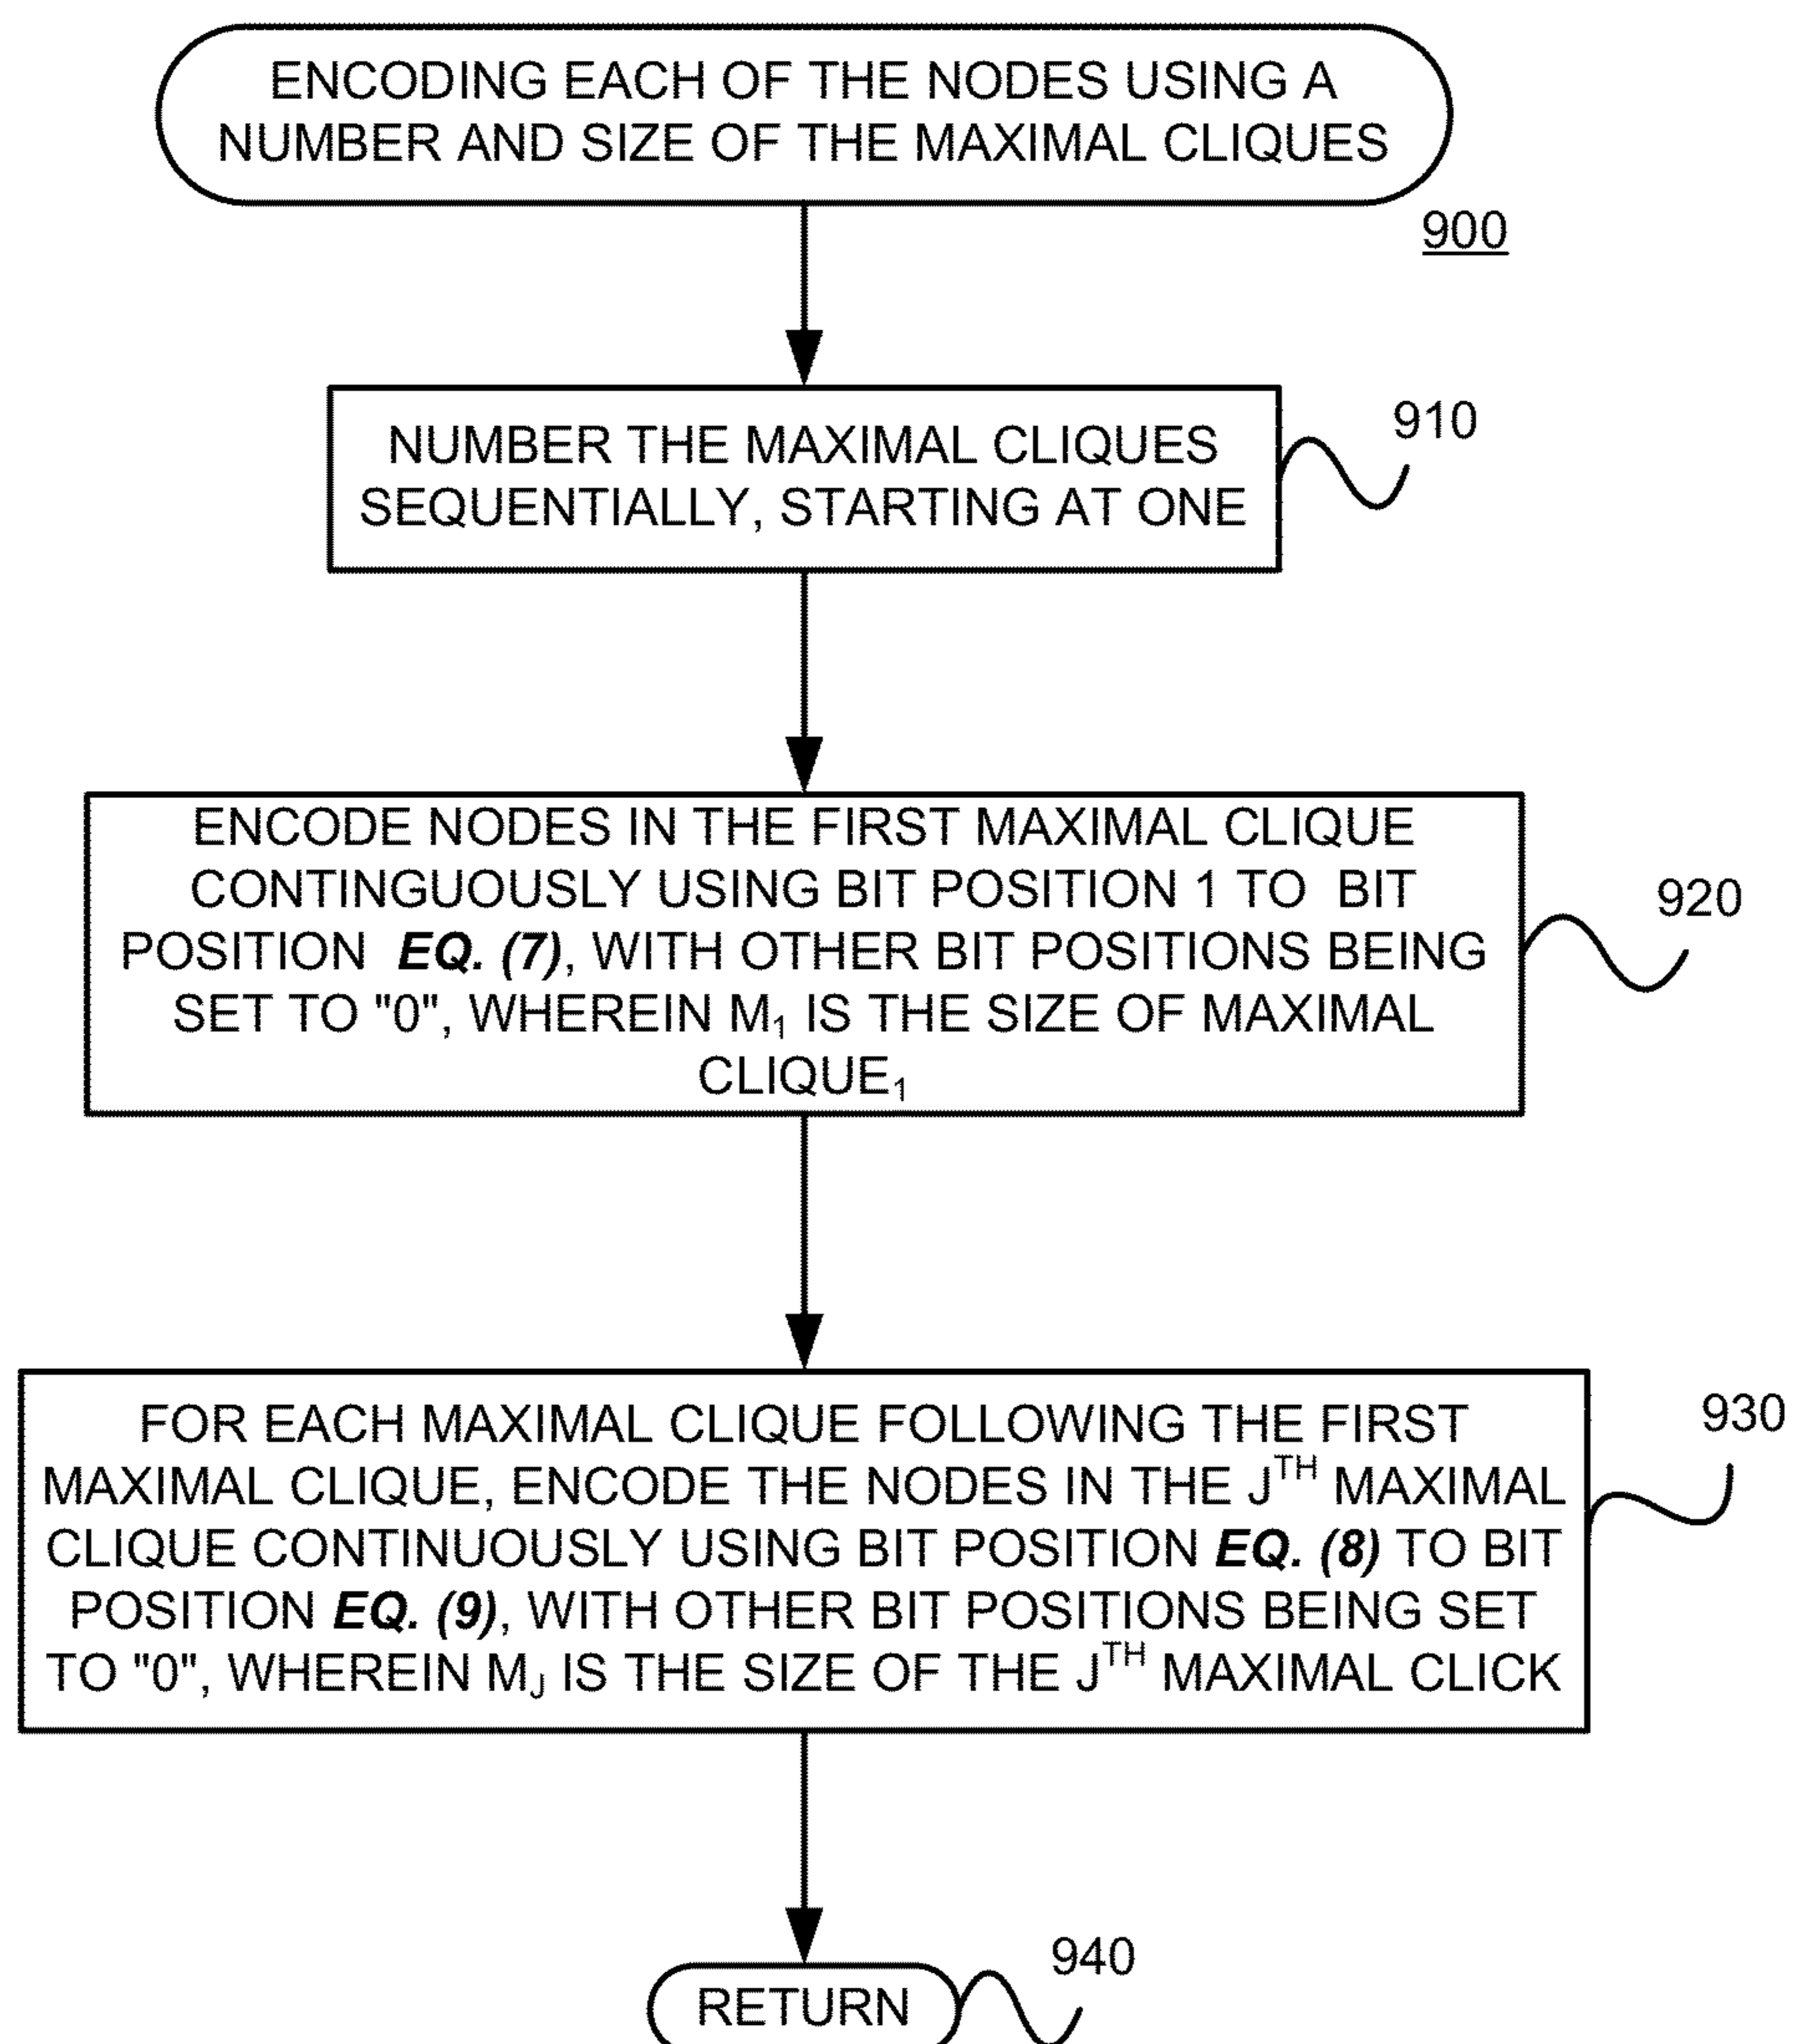 ENCODING EACH OF THE NODES USING A
NUMBER AND SIZE OF THE MAXIMAL CLIQUES
900
NUMBER THE MAXIMAL CLIQUES
SEQUENTIALLY, STARTING AT ONE
910
ENCODE NODES IN THE FIRST MAXIMAL CLIQUE
CONTINGUOUSLY USING BIT POSITION 1 TO BIT
POSITION EQ. (7), WITH OTHER BIT POSITIONS BEING
SET TO "0", WHEREIN M₁ IS THE SIZE OF MAXIMAL
CLIQUE₁
920
FOR EACH MAXIMAL CLIQUE FOLLOWING THE FIRST
MAXIMAL CLIQUE, ENCODE THE NODES IN THE J^TH MAXIMAL
CLIQUE CONTINUOUSLY USING BIT POSITION EQ. (8) TO BIT
POSITION EQ. (9), WITH OTHER BIT POSITIONS BEING SET
TO "0", WHEREIN M_J IS THE SIZE OF THE J^TH MAXIMAL CLICK
930
RETURN
940